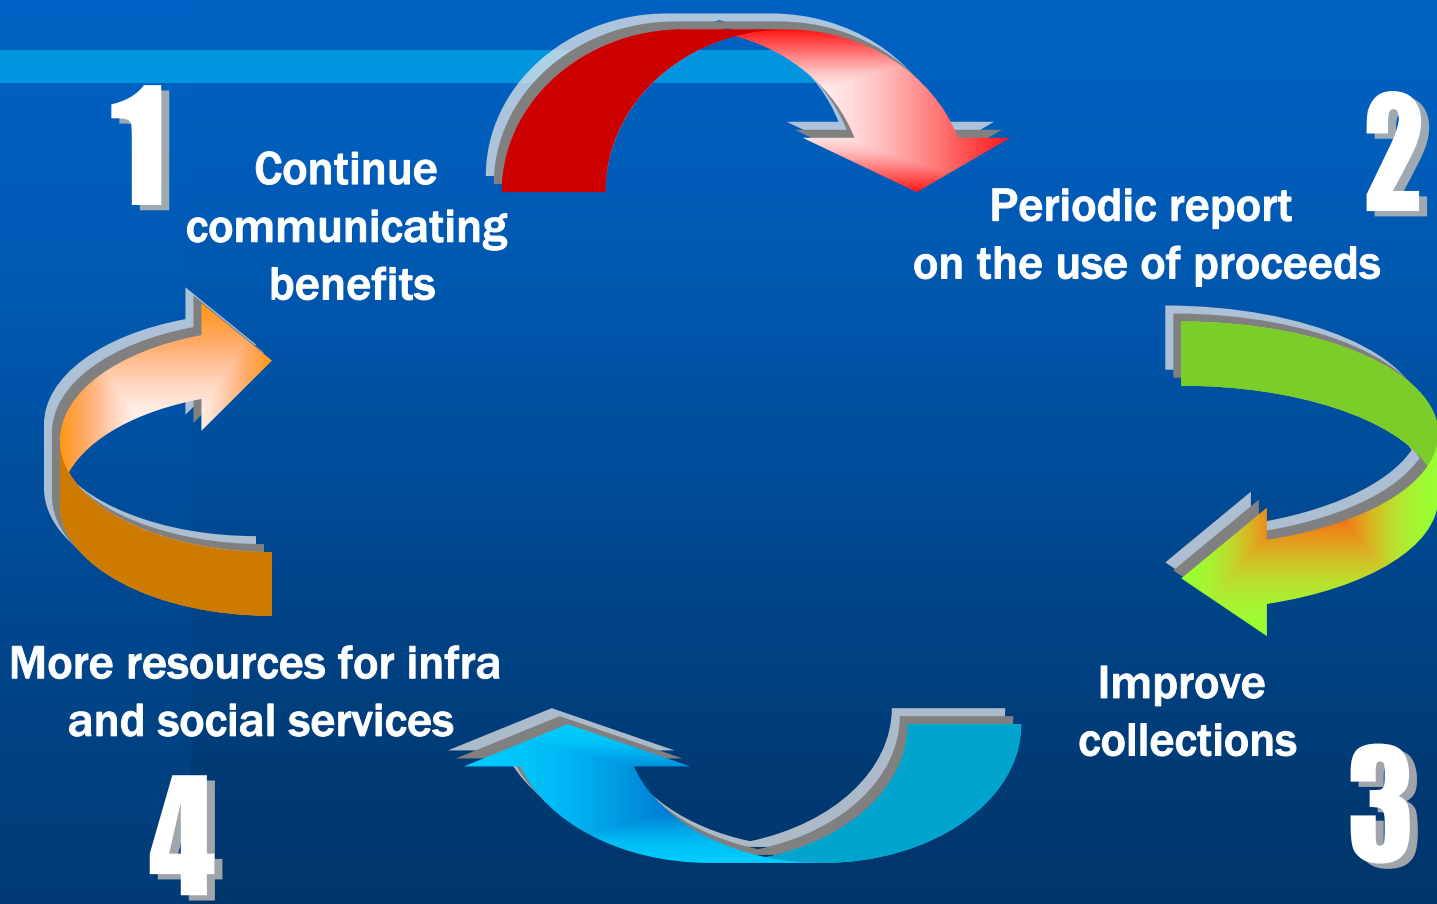 1
Continue
communicating
benefits
2
Periodic report
on the use of proceeds
3
Improve
collections
4
More resources for infra
and social services